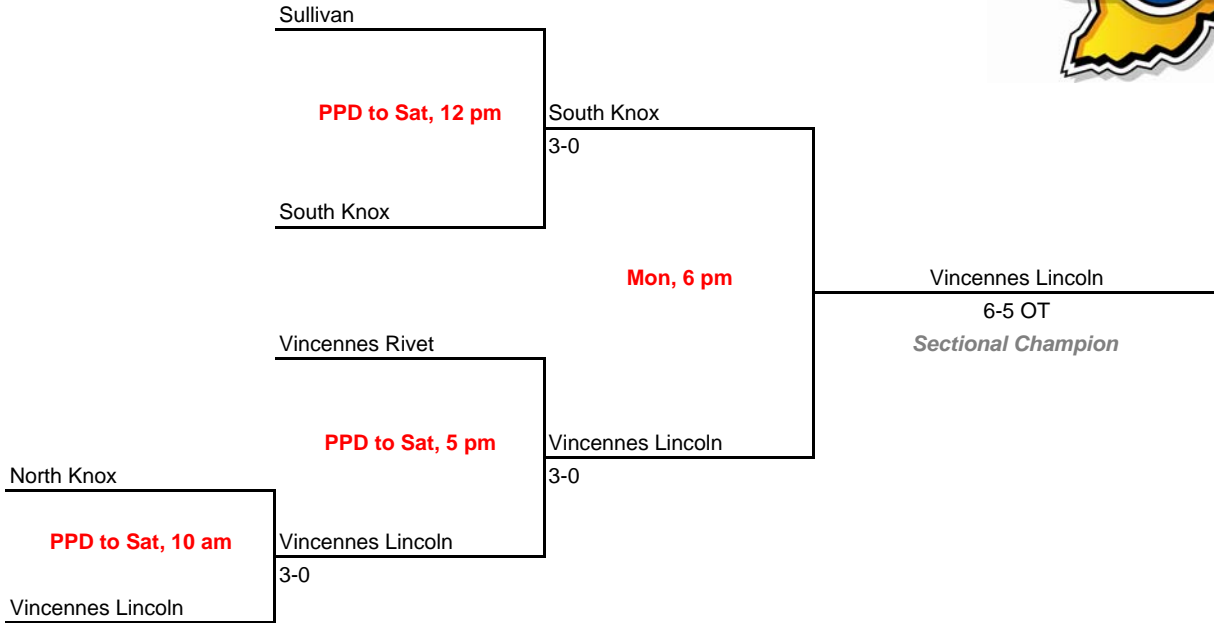 Sullivan
PPD to Sat, 12 pm
South Knox
3-0
South Knox
Mon, 6 pm
Vincennes Lincoln
6-5 OT
Sectional Champion
Vincennes Rivet
PPD to Sat, 5 pm
Vincennes Lincoln
3-0
North Knox
PPD to Sat, 10 am
Vincennes Lincoln
3-0
Vincennes Lincoln